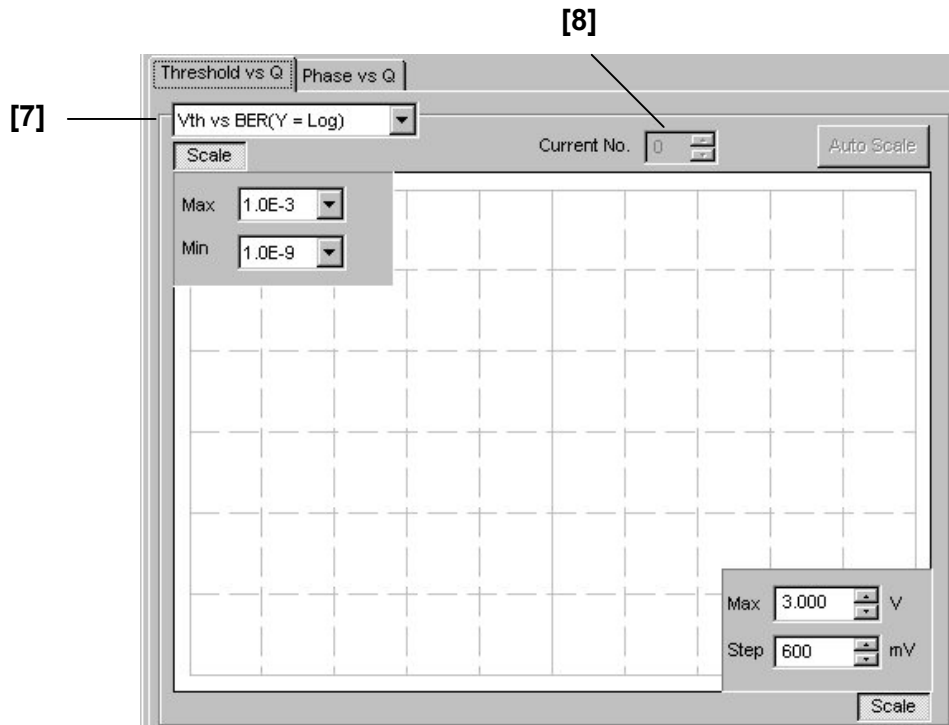 [8]
Threshold vs Q
Phase vs Q
[7]
Vth vs BER(Y = Log)
Current No. 0
Auto Scale
Scale
Max 1.0E-3
Min 1.0E-9
Max 3.000 V
Step 600 mV
Scale